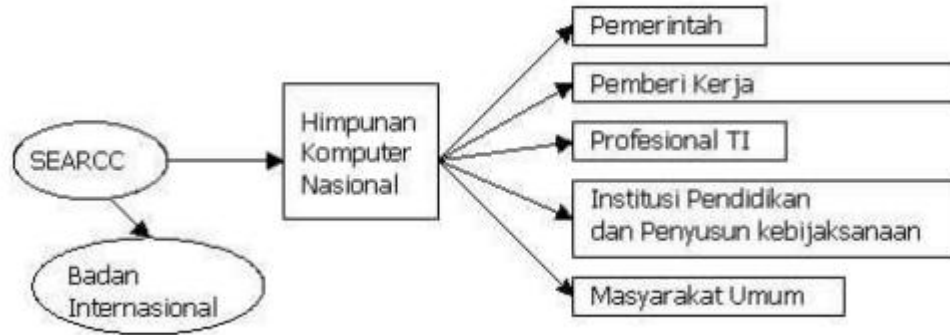 SEARCC
Badan
Internasional
Himpunan
Komputer
Nasional
Pemerintah
Pemberi Kerja
Profesional TI
Institusi Pendidikan
dan Penyusun kebijaksanaan
Masyarakat Umum